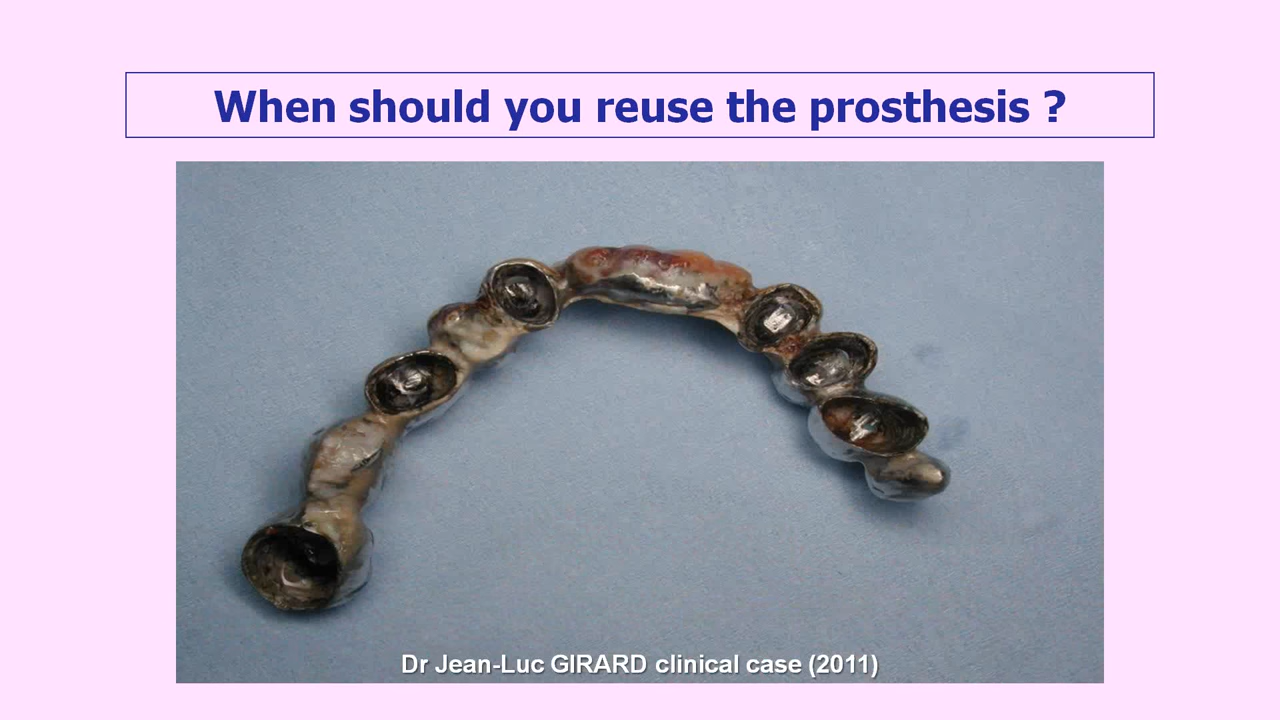 When should you reuse the prosthesis ?
Dr Jean-Luc GIRARD clinical case (2011)